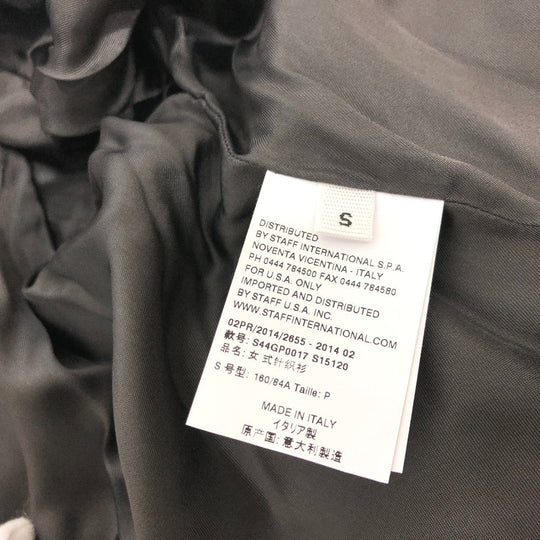 S
DISTRIBUTED
BY STAFF INTERNATIONAL S.P.A.
NOVENTA VICENTINA - ITALY
PH 0444 784500 FAX 0444 784580
FOR U.S.A. ONLY
IMPORTED AND DISTRIBUTED
BY STAFF U.S.A. INC.
WWW.STAFFINTERNATIONAL.COM
02PR/2014/2655 - 2014 02
款号: S44GP0017 S15120
品名: 女式针织衫
S 号型: 160/84A Taille: P
MADE IN ITALY
イタリア製
原产国: 意大利製造